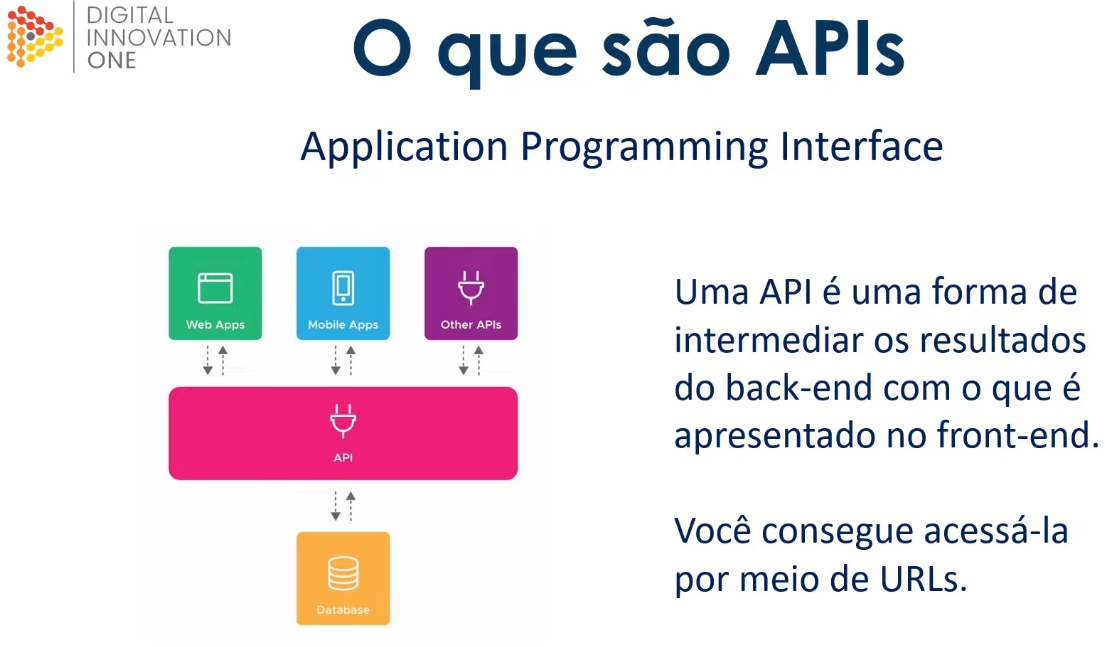 DIGITAL
INNOVATION
ONE
O que são APIs
Application Programming Interface
Web Apps
Mobile Apps
Other APIs
API
Database
Uma API é uma forma de
intermediar os resultados
do back-end com o que é
apresentado no front-end.
Você consegue acessá-la
por meio de URLs.